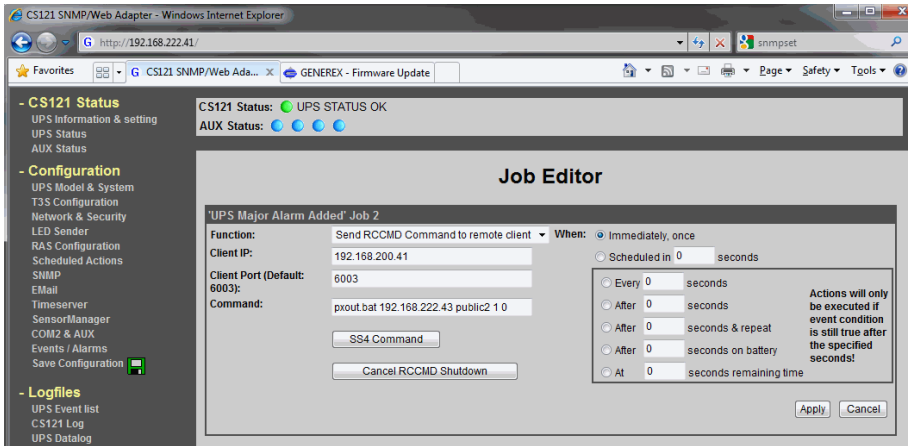 CS121 SNMP/Web Adapter - Windows Internet Explorer
http://192.168.222.41/
snmpset
Favorites
CS121 SNMP/Web Ada...
GENEREX - Firmware Update
Page
Safety
Tools
- CS121 Status
UPS Information & setting
UPS Status
AUX Status
- Configuration
UPS Model & System
T3S Configuration
Network & Security
LED Sender
RAS Configuration
Scheduled Actions
SNMP
EMail
Timeserver
SensorManager
COM2 & AUX
Events / Alarms
Save Configuration
- Logfiles
UPS Event list
CS121 Log
UPS Datalog
CS121 Status: UPS STATUS OK
AUX Status:
Job Editor
'UPS Major Alarm Added' Job 2
Function: Send RCCMD Command to remote client
Client IP: 192.168.200.41
Client Port (Default: 6003
6003):
Command: pxout.bat 192.168.222.43 public2 1 0
SS4 Command
Cancel RCCMD Shutdown
When: Immediately, once
Scheduled in 0 seconds
Every 0 seconds
After 0 seconds
After 0 seconds & repeat
After 0 seconds on battery
At 0 seconds remaining time
Actions will only
be executed if
event condition
is still true after
the specified
seconds!
Apply
Cancel